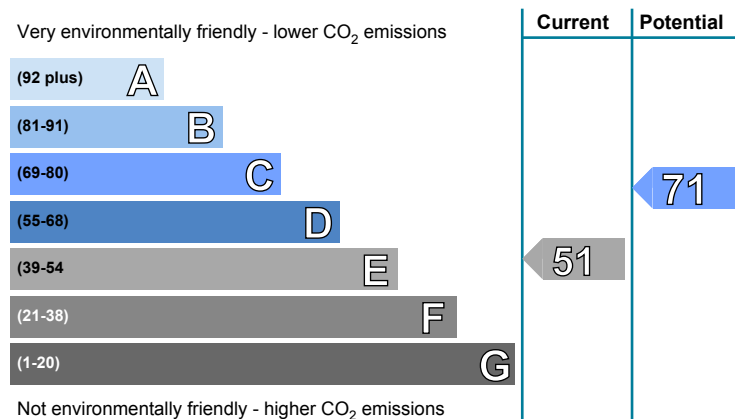 Very environmentally friendly - lower CO₂ emissions
Current
Potential
(92 plus) A
(81-91) B
(69-80) C
71
(55-68) D
(39-54 E
51
(21-38) F
(1-20) G
Not environmentally friendly - higher CO₂ emissions